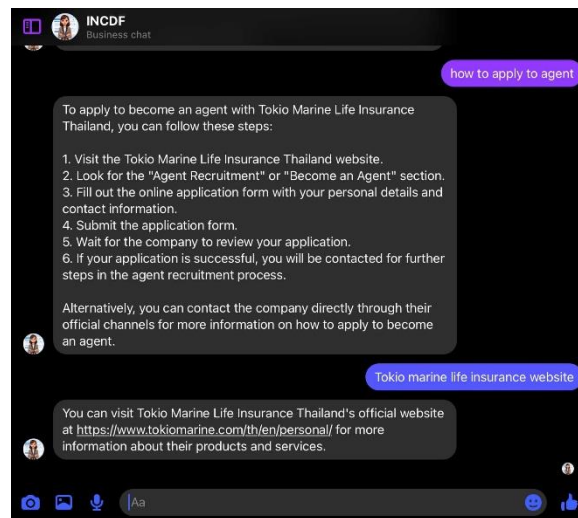 INCDF
Business chat
how to apply to agent
To apply to become an agent with Tokio Marine Life Insurance
Thailand, you can follow these steps:
1. Visit the Tokio Marine Life Insurance Thailand website.
2. Look for the "Agent Recruitment" or "Become an Agent" section.
3. Fill out the online application form with your personal details and
contact information.
4. Submit the application form.
5. Wait for the company to review your application.
6. If your application is successful, you will be contacted for further
steps in the agent recruitment process.
Alternatively, you can contact the company directly through their
official channels for more information on how to apply to become
an agent.
Tokio marine life insurance website
You can visit Tokio Marine Life Insurance Thailand's official website
at https://www.tokiomarine.com/th/en/personal/ for more
information about their products and services.
Aa